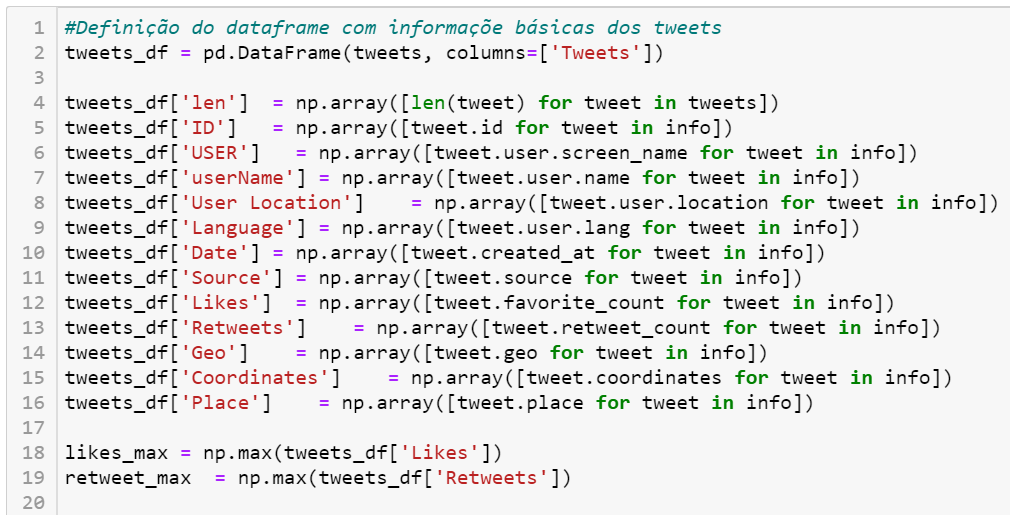 1 #Definição do dataframe com informaçõe básicas dos tweets
2 tweets_df = pd.DataFrame(tweets, columns=['Tweets'])
3
4 tweets_df['len']  = np.array([len(tweet) for tweet in tweets])
5 tweets_df['ID']   = np.array([tweet.id for tweet in info])
6 tweets_df['USER']   = np.array([tweet.user.screen_name for tweet in info])
7 tweets_df['userName'] = np.array([tweet.user.name for tweet in info])
8 tweets_df['User Location']    = np.array([tweet.user.location for tweet in info])
9 tweets_df['Language'] = np.array([tweet.user.lang for tweet in info])
10 tweets_df['Date'] = np.array([tweet.created_at for tweet in info])
11 tweets_df['Source'] = np.array([tweet.source for tweet in info])
12 tweets_df['Likes']  = np.array([tweet.favorite_count for tweet in info])
13 tweets_df['Retweets']    = np.array([tweet.retweet_count for tweet in info])
14 tweets_df['Geo']    = np.array([tweet.geo for tweet in info])
15 tweets_df['Coordinates']    = np.array([tweet.coordinates for tweet in info])
16 tweets_df['Place']    = np.array([tweet.place for tweet in info])
17
18 likes_max = np.max(tweets_df['Likes'])
19 retweet_max  = np.max(tweets_df['Retweets'])
20